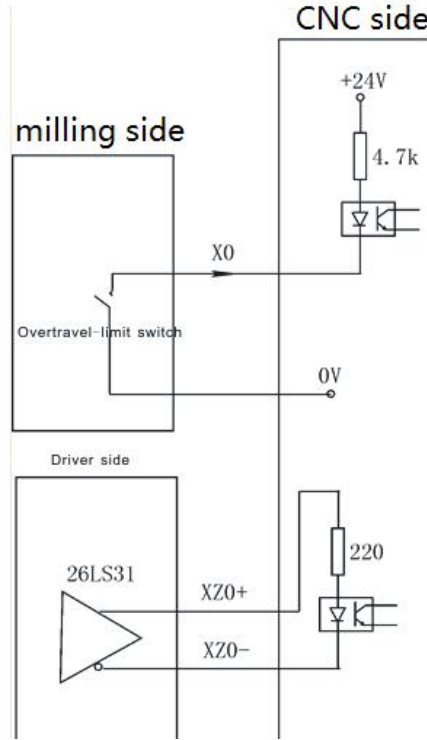 CNC side
+24V
milling side
4.7k
X0
Overtravel-limit switch
0V
Driver side
26LS31
220
XZ0+
XZ0-